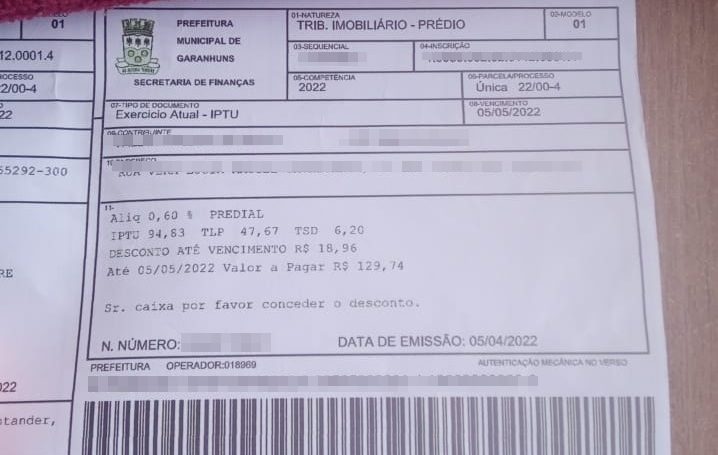 01
12.0001.4
PROCESSO
22/00-4
22
55292-300
RE
022
stander,
PREFEITURA
MUNICIPAL DE
GARANHUNS
SECRETARIA DE FINANÇAS
01-NATUREZA
TRIB. IMOBILIÁRIO - PRÉDIO
02-MODELO
01
03-SEQUENCIAL
04-INSCRIÇÃO
05-COMPETÊNCIA
2022
06-PARCELA/PROCESSO
Única 22/00-4
07-TIPO DE DOCUMENTO
Exercicio Atual - IPTU
08-VENCIMENTO
05/05/2022
09-CONTRIBUINTE
11-
Aliq 0,60 % PREDIAL
IPTU 94,83 TLP 47,67 TSD 6,20
DESCONTO ATÉ VENCIMENTO R$ 18,96
Até 05/05/2022 Valor a Pagar R$ 129,74
Sr. caixa por favor conceder o desconto.
N. NÚMERO:
DATA DE EMISSÃO: 05/04/2022
PREFEITURA OPERADOR:018969
AUTENTICAÇÃO MECÂNICA NO VERSO